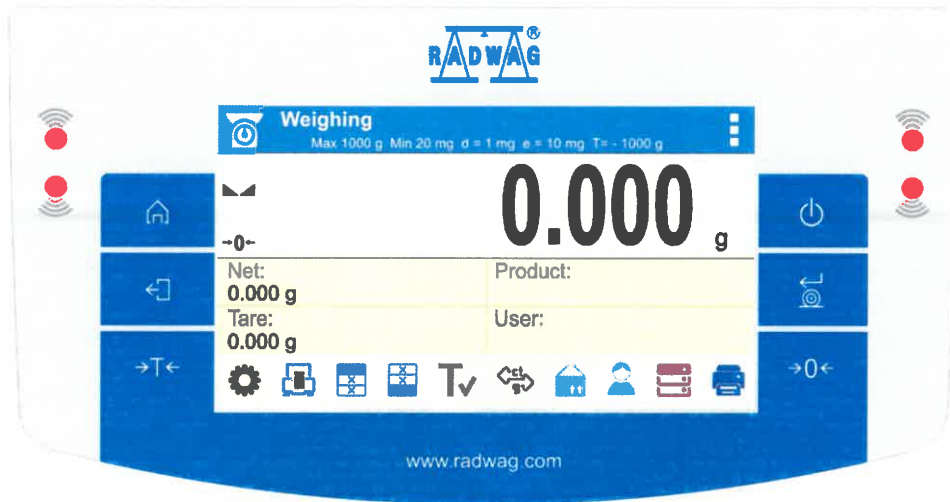 RADWAG®
Weighing
Max 1000 g Min 20 mg d = 1 mg e = 10 mg T= - 1000 g
0.000 g
→0←
Net:
0.000 g
Product:
Tare:
0.000 g
User:
→T←
T
ct
→0←
www.radwag.com